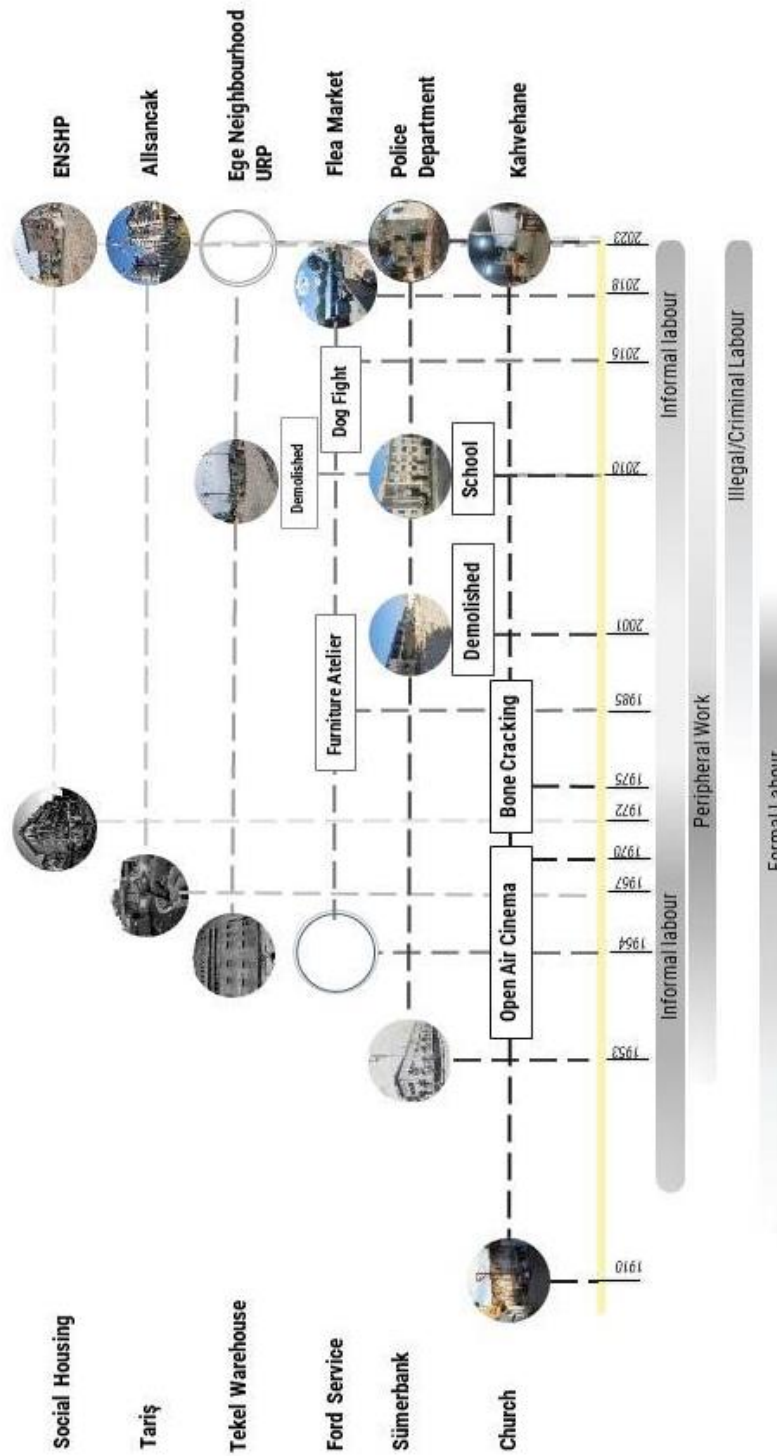 Social Housing
ENSHP
Tariş
Allsancak
Tekel Warehouse
Demolished
Ege Neighbourhood
URP
Ford Service
Furniture Atelier
Dog Fight
Flea Market
Sümerbank
Demolished
School
Police
Department
Church
Open Air Cinema
Bone Cracking
Kahvehane
1910 1953 1964 1967 1970 1972 1975 1985 2001 2010 2018 2023
Informal labour
Informal labour
Peripheral Work
Illegal/Criminal Labour
Formal Labour